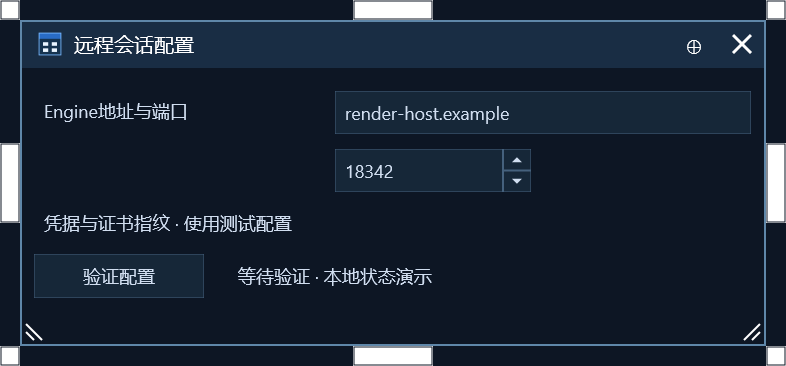 远程会话配置
Engine地址与端口
render-host.example
18342
凭据与证书指纹 · 使用测试配置
验证配置
等待验证 · 本地状态演示